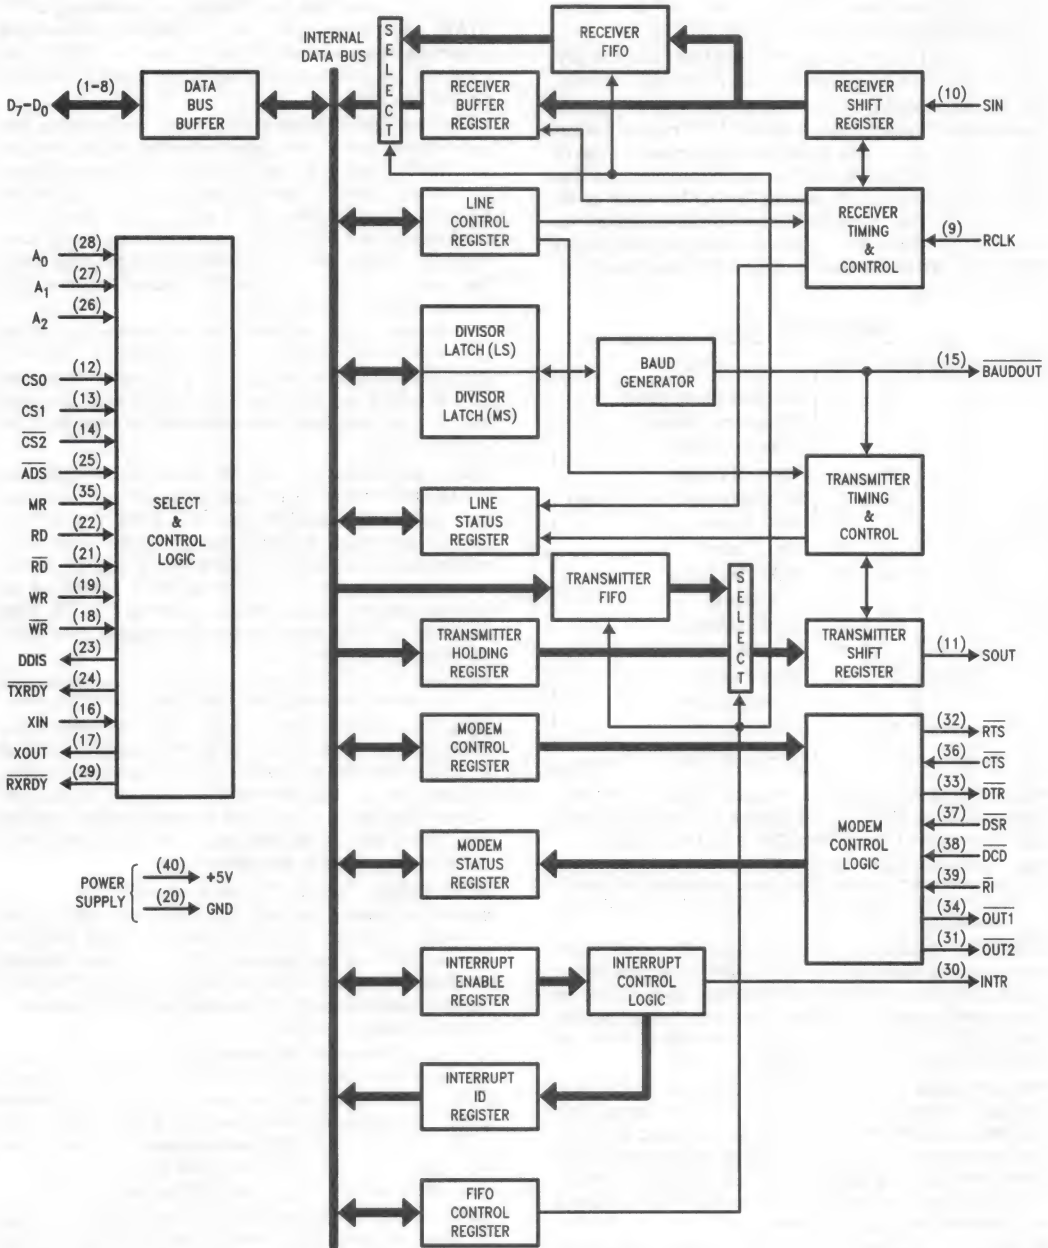 INTERNAL
DATA BUS
SELECT
RECEIVER
FIFO
D7–D0
(1–8)
DATA
BUS
BUFFER
RECEIVER
BUFFER
REGISTER
RECEIVER
SHIFT
REGISTER
(10)
SIN
LINE
CONTROL
REGISTER
RECEIVER
TIMING
&
CONTROL
(9)
RCLK
A0 (28)
A1 (27)
A2 (26)
CS0 (12)
CS1 (13)
CS2 (14)
ADS (25)
MR (35)
RD (22)
RD (21)
WR (19)
WR (18)
DDIS (23)
TXRDY (24)
XIN (16)
XOUT (17)
RXRDY (29)
SELECT
&
CONTROL
LOGIC
DIVISOR
LATCH (LS)
DIVISOR
LATCH (MS)
BAUD
GENERATOR
(15)
BAUDOUT
LINE
STATUS
REGISTER
TRANSMITTER
TIMING
&
CONTROL
TRANSMITTER
FIFO
SELECT
TRANSMITTER
HOLDING
REGISTER
TRANSMITTER
SHIFT
REGISTER
(11)
SOUT
MODEM
CONTROL
REGISTER
MODEM
CONTROL
LOGIC
(32) RTS
(36) CTS
(33) DTR
(37) DSR
(38) DCD
(39) RI
(34) OUT1
(31) OUT2
MODEM
STATUS
REGISTER
POWER
SUPPLY
(40) +5V
(20) GND
INTERRUPT
ENABLE
REGISTER
INTERRUPT
CONTROL
LOGIC
(30) INTR
INTERRUPT
ID
REGISTER
FIFO
CONTROL
REGISTER